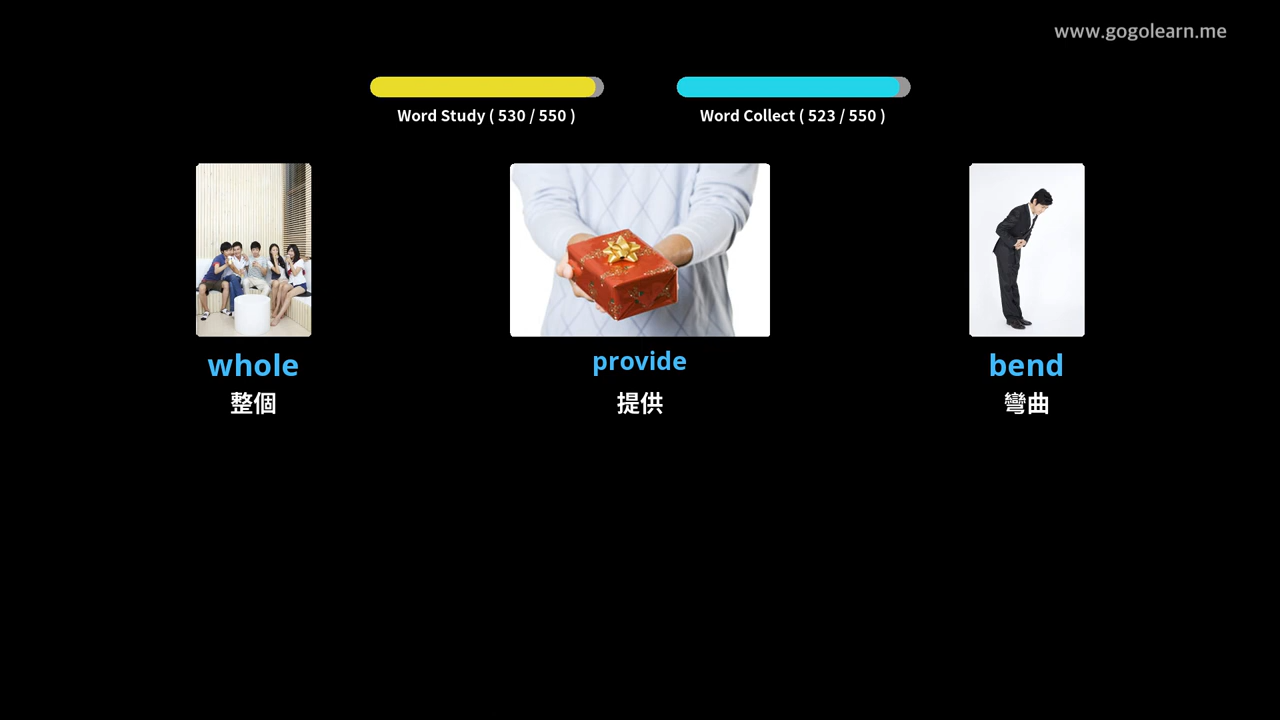 www.gogolearn.me
Word Study ( 530 / 550 )
Word Collect ( 523 / 550 )
whole
provide
bend
整個
提供
彎曲